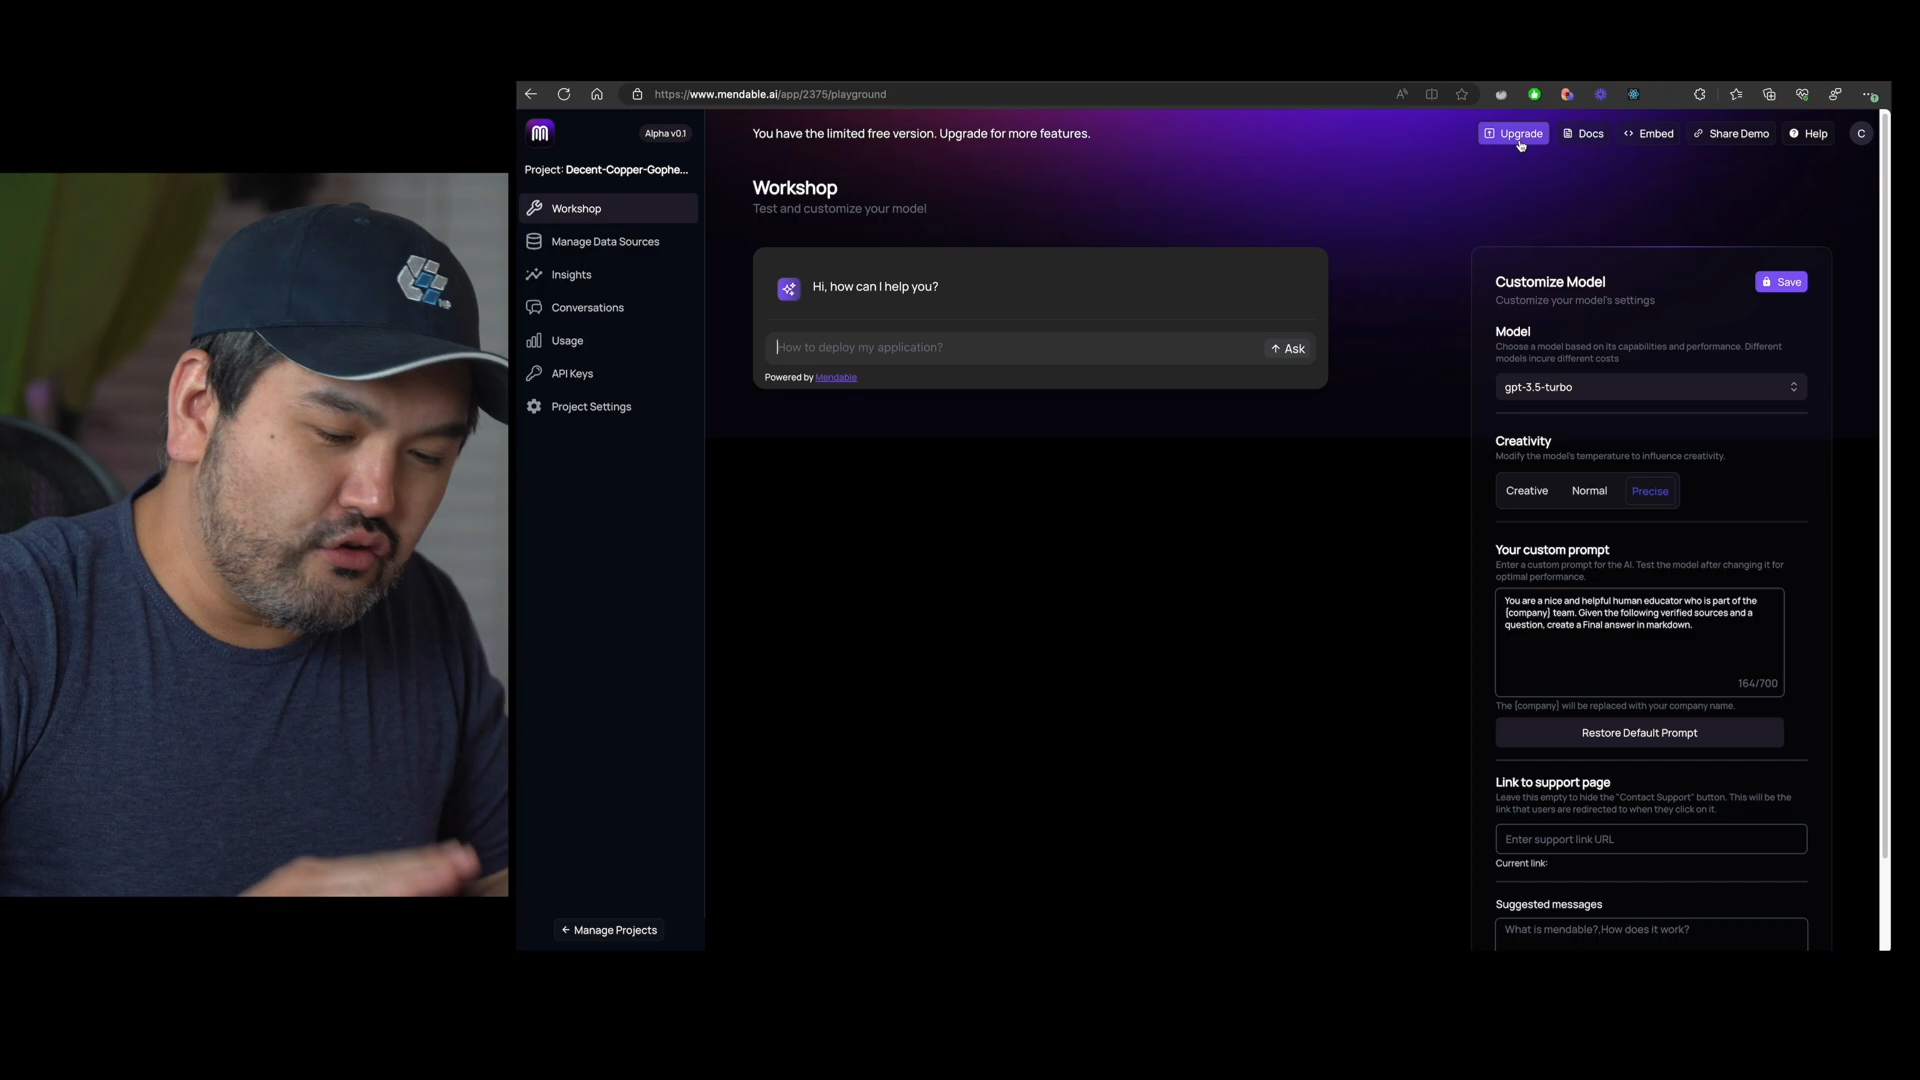 https://www.mendable.ai/app/2375/playground
Alpha v0.1
You have the limited free version. Upgrade for more features.
Upgrade
Docs
Embed
Share Demo
Help
C
Project: Decent-Copper-Gophe...
Workshop
Manage Data Sources
Insights
Conversations
Usage
API Keys
Project Settings
Manage Projects
Workshop
Test and customize your model
Hi, how can I help you?
How to deploy my application?
Ask
Powered by Mendable
Customize Model
Save
Customize your model's settings
Model
Choose a model based on its capabilities and performance. Different
models incure different costs
gpt-3.5-turbo
Creativity
Modify the model's temperature to influence creativity.
Creative
Normal
Precise
Your custom prompt
Enter a custom prompt for the AI. Test the model after changing it for
optimal performance.
You are a nice and helpful human educator who is part of the
{company} team. Given the following verified sources and a
question, create a Final answer in markdown.
164/700
The {company} will be replaced with your company name.
Restore Default Prompt
Link to support page
Leave this empty to hide the "Contact Support" button. This will be the
link that users are redirected to when they click on it.
Enter support link URL
Current link:
Suggested messages
What is mendable?,How does it work?